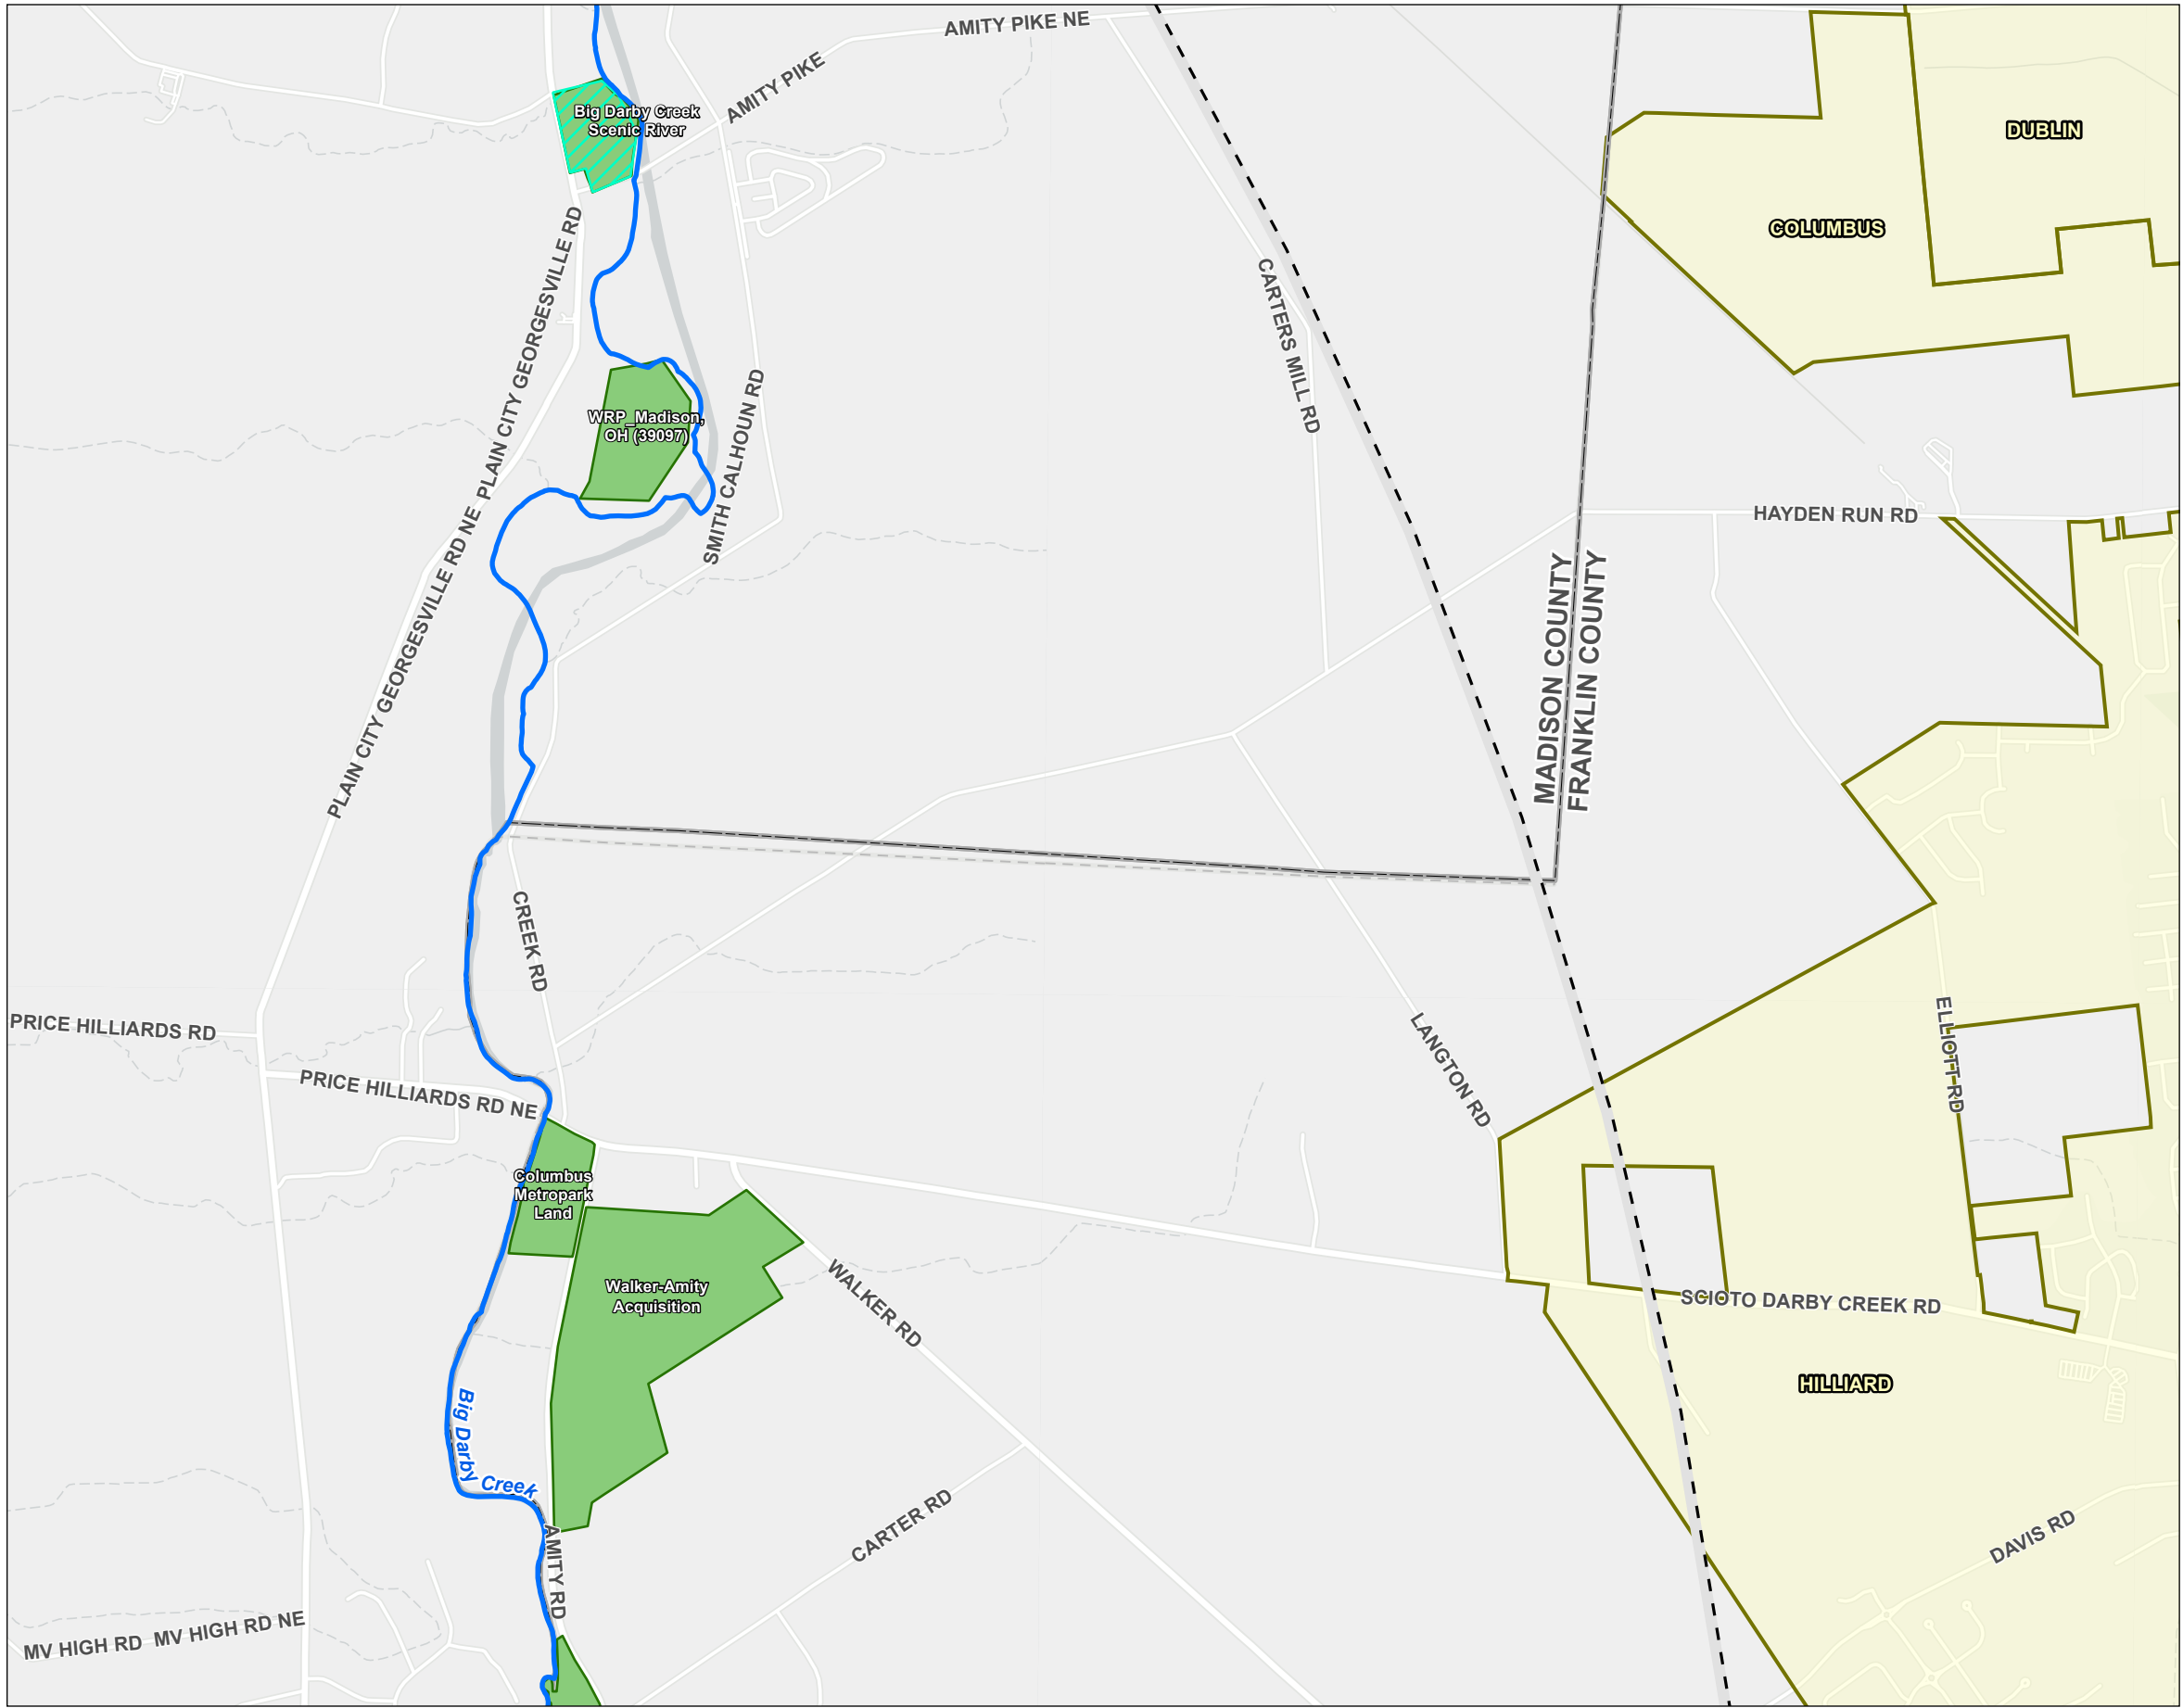 AMITY PIKE NE
AMITY PIKE
Big Darby Creek
Scenic River
DUBLIN
COLUMBUS
PLAIN CITY GEORGESVILLE RD
CARTERS MILL RD
WRP_Madison,
OH (39097)
SMITH CALHOUN RD
HAYDEN RUN RD
PLAIN CITY GEORGESVILLE RD NE
MADISON COUNTY
FRANKLIN COUNTY
CREEK RD
PRICE HILLIARDS RD
PRICE HILLIARDS RD NE
LANGTON RD
ELLIOTT RD
Columbus
Metropark
Land
Walker-Amity
Acquisition
WALKER RD
SCIOTO DARBY CREEK RD
HILLIARD
Big Darby Creek
CARTER RD
DAVIS RD
AMITY RD
MV HIGH RD
MV HIGH RD NE